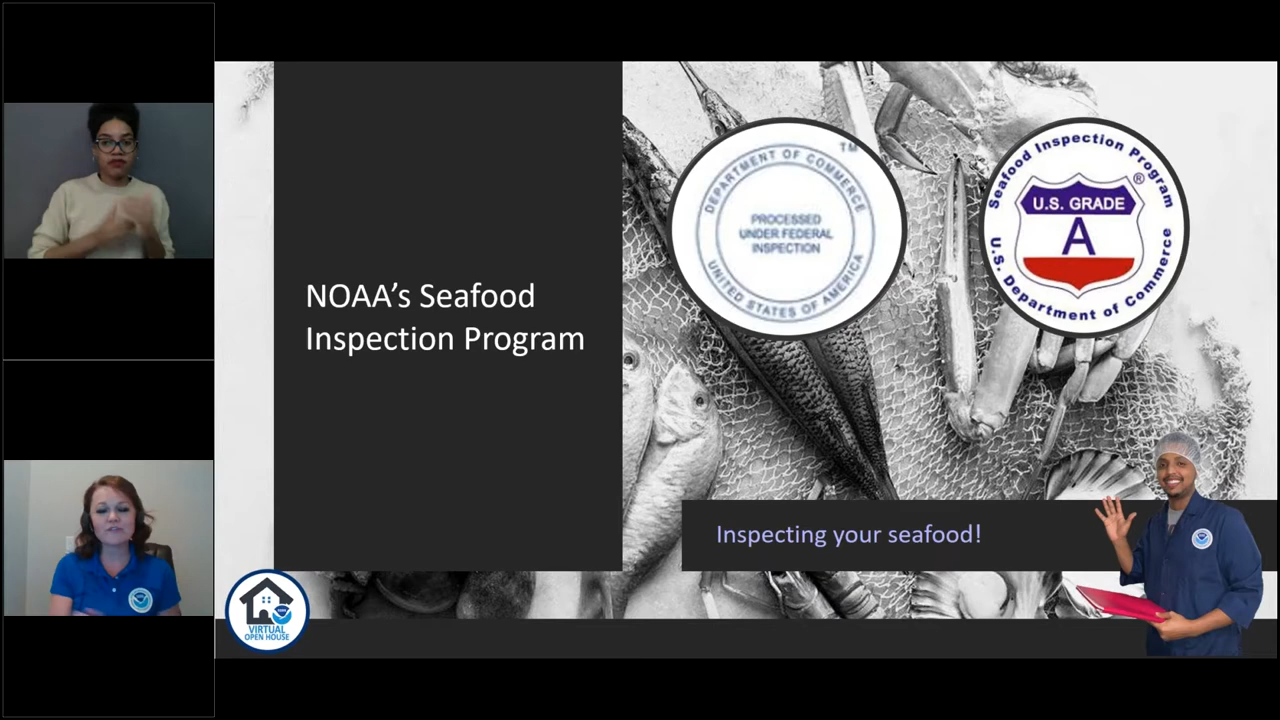 NOAA's Seafood
Inspection Program
DEPARTMENT OF COMMERCE
TM
PROCESSED
UNDER FEDERAL
INSPECTION
UNITED STATES OF AMERICA
Seafood Inspection Program
®
U.S. GRADE
A
U.S. Department of Commerce
Inspecting your seafood!
VIRTUAL
OPEN HOUSE